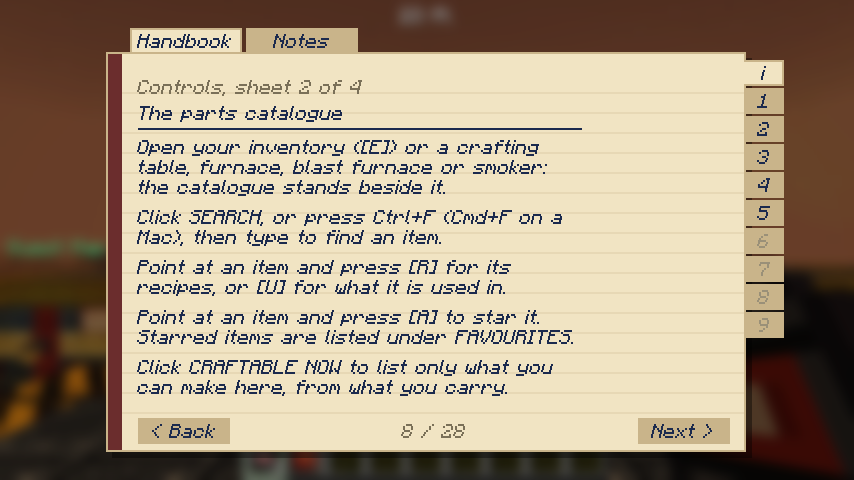 Handbook
Notes
Controls, sheet 2 of 4
The parts catalogue
Open your inventory ([E]) or a crafting
table, furnace, blast furnace or smoker:
the catalogue stands beside it.
Click SEARCH, or press Ctrl+F (Cmd+F on a
Mac), then type to find an item.
Point at an item and press [R] for its
recipes, or [U] for what it is used in.
Point at an item and press [A] to star it.
Starred items are listed under FAVOURITES.
Click CRAFTABLE NOW to list only what you
can make here, from what you carry.
< Back
8 / 28
Next >
i
1
2
3
4
5
6
7
8
9